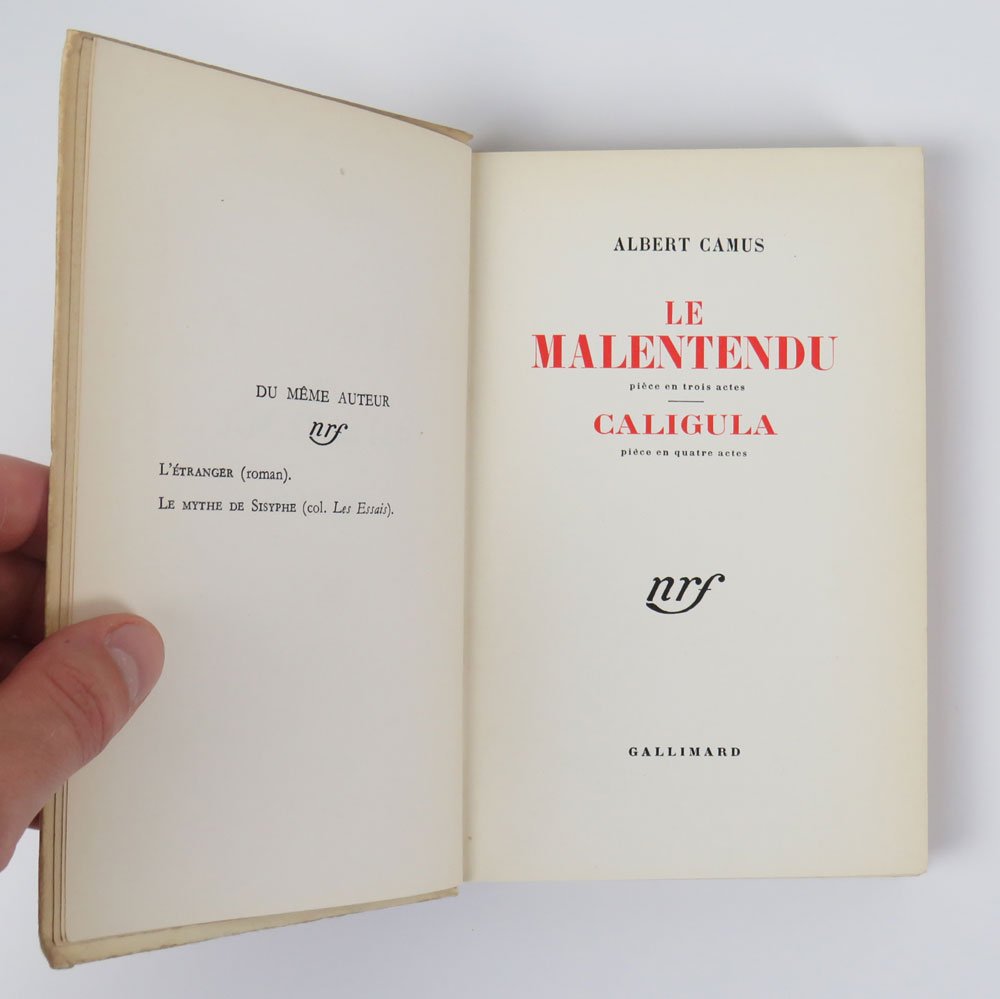 DU MÊME AUTEUR
nrf
L'ÉTRANGER (roman).
LE MYTHE DE SISYPHE (col. Les Essais).
ALBERT CAMUS
LE
MALENTENDU
pièce en trois actes
CALIGULA
pièce en quatre actes
nrf
GALLIMARD